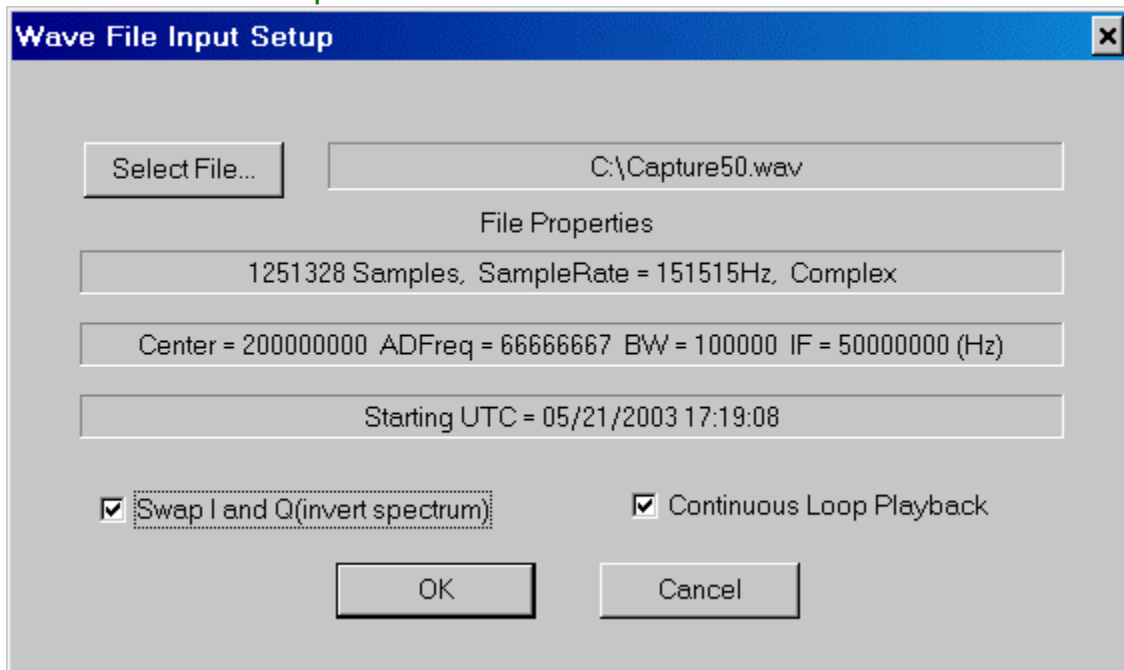 Wave File Input Setup
Select File...
C:\Capture50.wav
File Properties
1251328 Samples, SampleRate = 151515Hz, Complex
Center = 200000000 ADFreq = 66666667 BW = 100000 IF = 50000000 (Hz)
Starting UTC = 05/21/2003 17:19:08
Swap I and Q(invert spectrum)
Continuous Loop Playback
OK
Cancel